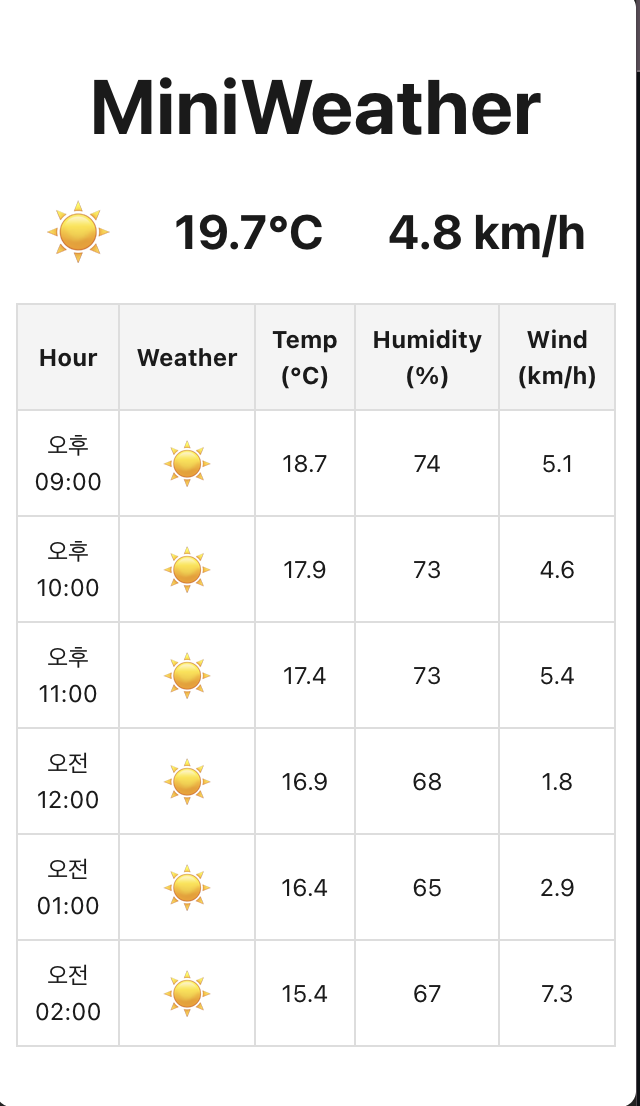 MiniWeather
19.7°C 4.8 km/h
Hour Weather Temp (°C) Humidity (%) Wind (km/h)
오후 09:00 18.7 74 5.1
오후 10:00 17.9 73 4.6
오후 11:00 17.4 73 5.4
오전 12:00 16.9 68 1.8
오전 01:00 16.4 65 2.9
오전 02:00 15.4 67 7.3